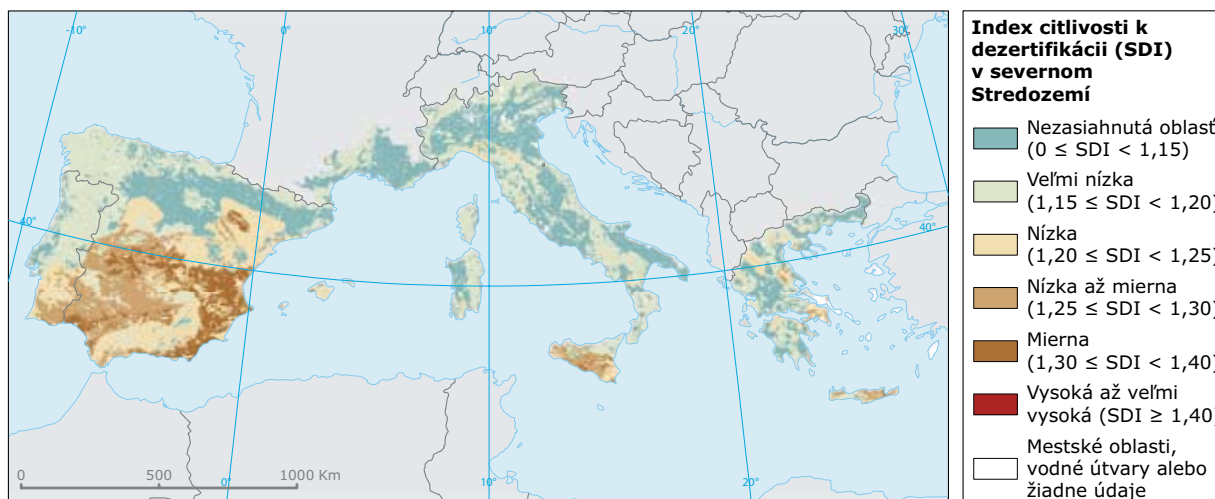 -10°
0°
10°
20°
30°
40°
40°
0
500
1000 Km
0°
10°
20°
Index citlivosti k
dezertifikácii (SDI)
v severnom
Stredozemí
Nezasiahnutá oblasť
(0 ≤ SDI < 1,15)
Veľmi nízka
(1,15 ≤ SDI < 1,20)
Nízka
(1,20 ≤ SDI < 1,25)
Nízka až mierna
(1,25 ≤ SDI < 1,30)
Mierna
(1,30 ≤ SDI < 1,40)
Vysoká až veľmi
vysoká (SDI ≥ 1,40)
Mestské oblasti,
vodné útvary alebo
žiadne údaje